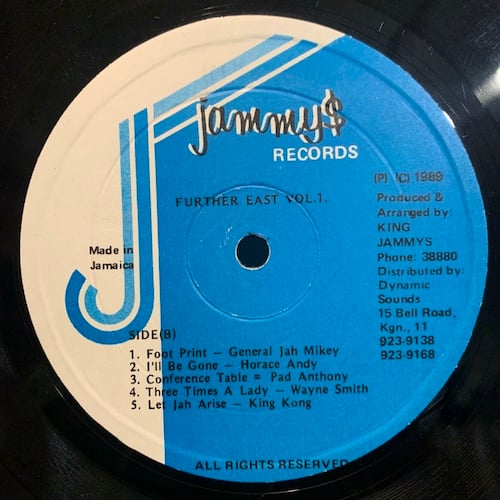 jammy$
RECORDS
(P) (C) 1989
FURTHER EAST VOL.1.
Produced &
Arranged by:
KING
JAMMYS
Phone: 38880
Distributed by:
Dynamic
Sounds
15 Bell Road,
Kgn., 11
923-9138
923-9168
Made in
Jamaica
SIDE(B)
1. Foot Print — General Jah Mikey
2. I'll Be Gone — Horace Andy
3. Conference Table = Pad Anthony
4. Three Times A Lady — Wayne Smith
5. Let Jah Arise — King Kong
ALL RIGHTS RESERVED